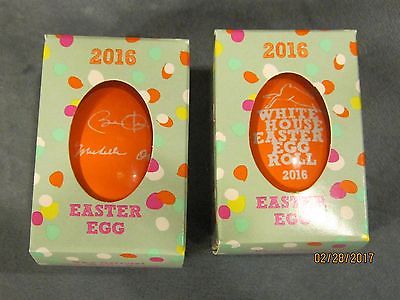 2016
Michelle
EASTER
EGG
2016
WHITE
HOUSE
EASTER
EGG
ROLL
2016
EASTER
EGG
02/28/2017